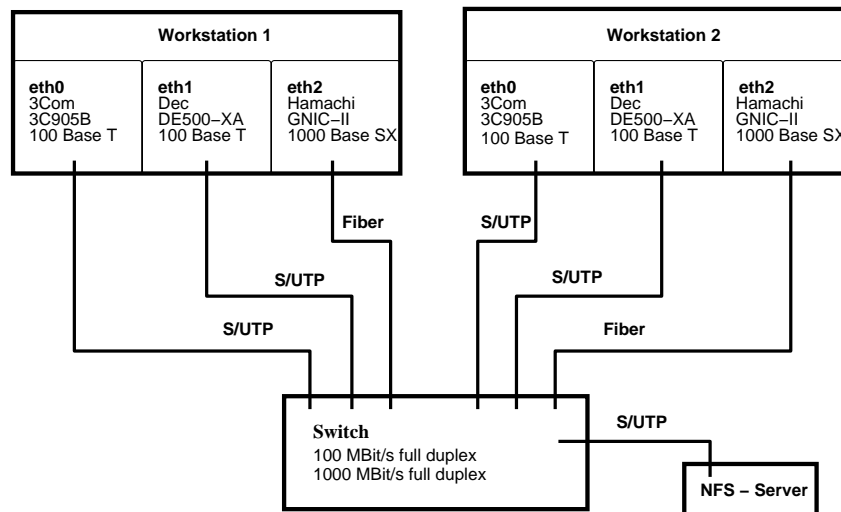 Workstation 1
eth0
3Com
3C905B
100 Base T
eth1
Dec
DE500−XA
100 Base T
eth2
Hamachi
GNIC−II
1000 Base SX
Workstation 2
eth0
3Com
3C905B
100 Base T
eth1
Dec
DE500−XA
100 Base T
eth2
Hamachi
GNIC−II
1000 Base SX
Fiber
S/UTP
S/UTP
S/UTP
S/UTP
Fiber
Switch
100 MBit/s full duplex
1000 MBit/s full duplex
S/UTP
NFS − Server